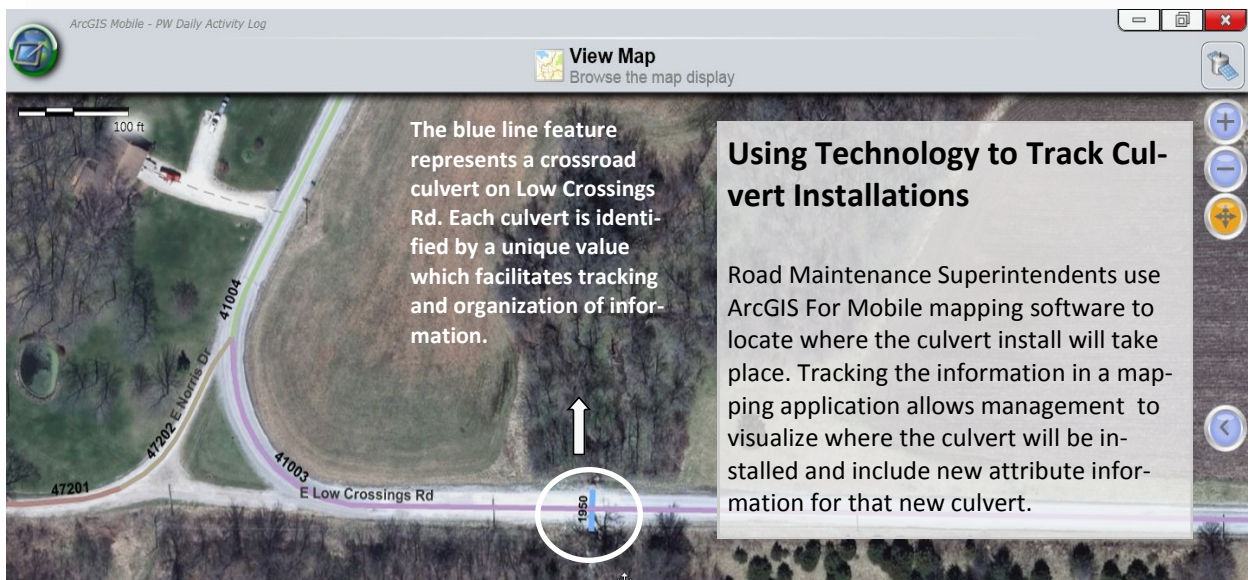 ArcGIS Mobile - PW Daily Activity Log
View Map
Browse the map display
100 ft
The blue line feature
represents a crossroad
culvert on Low Crossings
Rd. Each culvert is identi-
fied by a unique value
which facilitates tracking
and organization of infor-
mation.
Using Technology to Track Cul-
vert Installations
Road Maintenance Superintendents use
ArcGIS For Mobile mapping software to
locate where the culvert install will take
place. Tracking the information in a map-
ping application allows management to
visualize where the culvert will be in-
stalled and include new attribute infor-
mation for that new culvert.
41004
47202 E Norris Dr
47201
41003
E Low Crossings Rd
1950